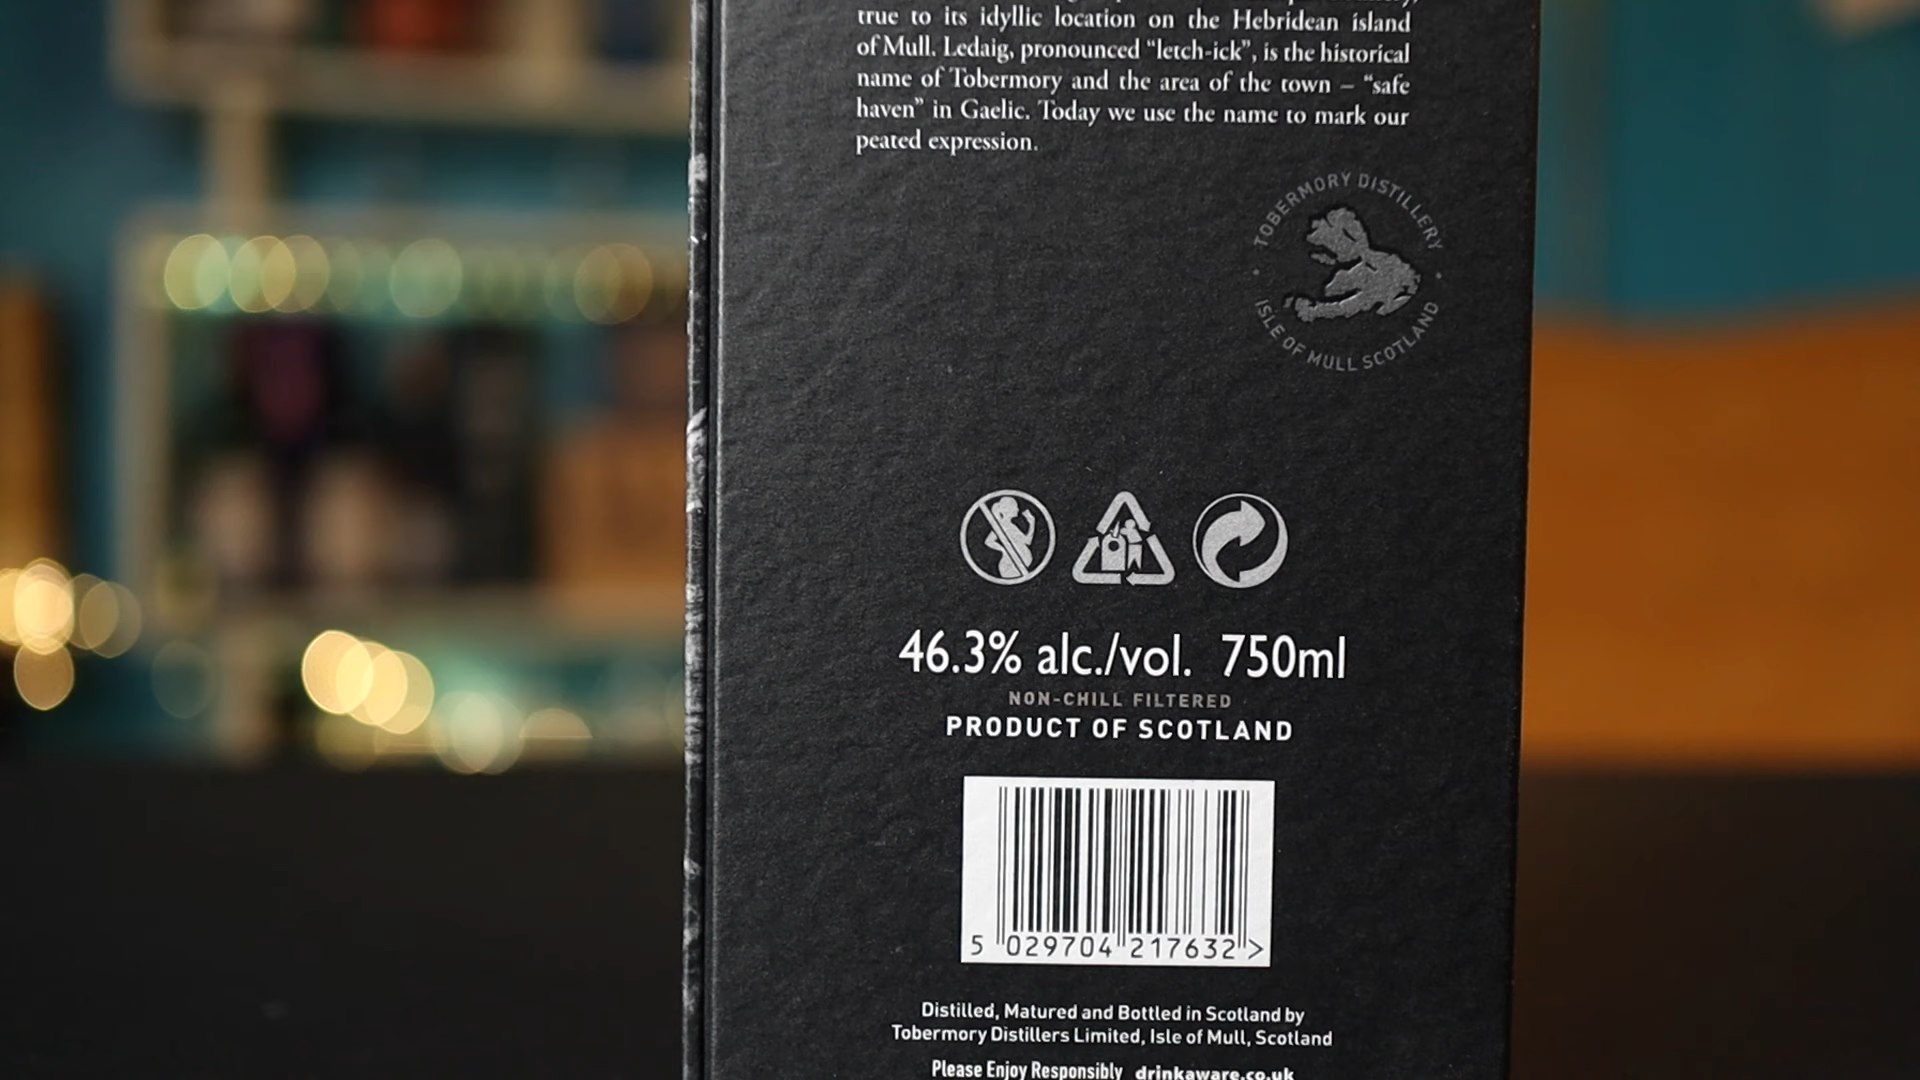 true to its idyllic location on the Hebridean island
of Mull. Ledaig, pronounced “letch-ick”, is the historical
name of Tobermory and the area of the town – “safe
haven” in Gaelic. Today we use the name to mark our
peated expression.
TOBERMORY DISTILLERY
ISLE OF MULL SCOTLAND
46.3% alc./vol. 750ml
NON-CHILL FILTERED
PRODUCT OF SCOTLAND
5 029704 217632 >
Distilled, Matured and Bottled in Scotland by
Tobermory Distillers Limited, Isle of Mull, Scotland
Please Enjoy Responsibly drinkaware.co.uk